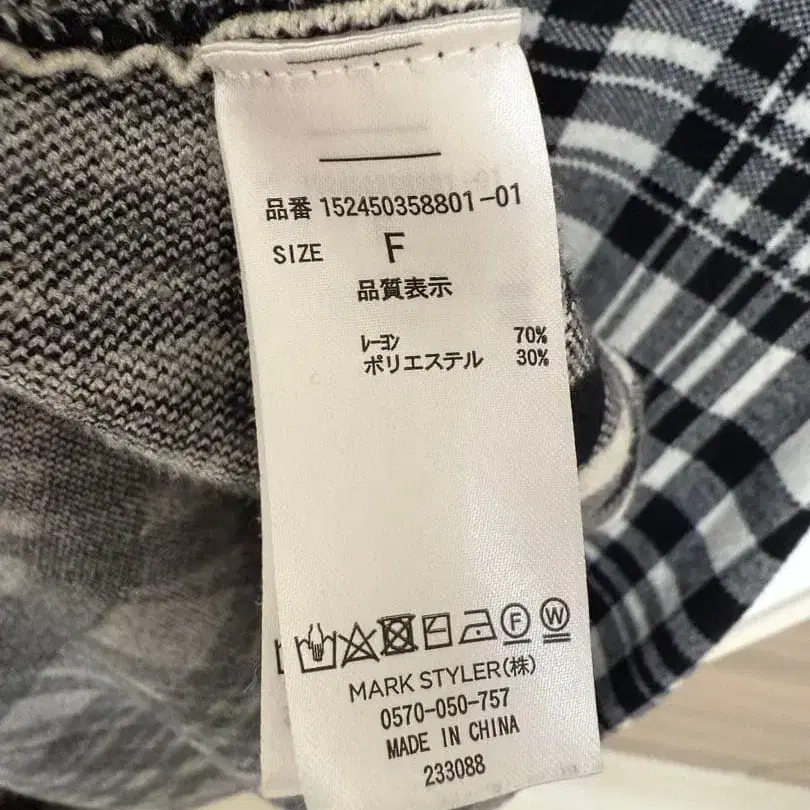 品番 152450358801-01
SIZE F
品質表示
レーヨン 70%
ポリエステル 30%
F W
MARK STYLER(株)
0570-050-757
MADE IN CHINA
233088